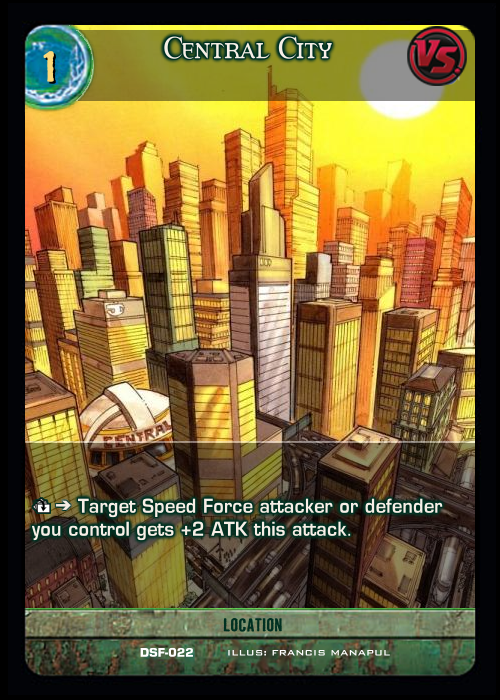 Central City
1
VS.
CENTRAL
→ Target Speed Force attacker or defender
you control gets +2 ATK this attack.
LOCATION
DSF-022 ILLUS: FRANCIS MANAPUL